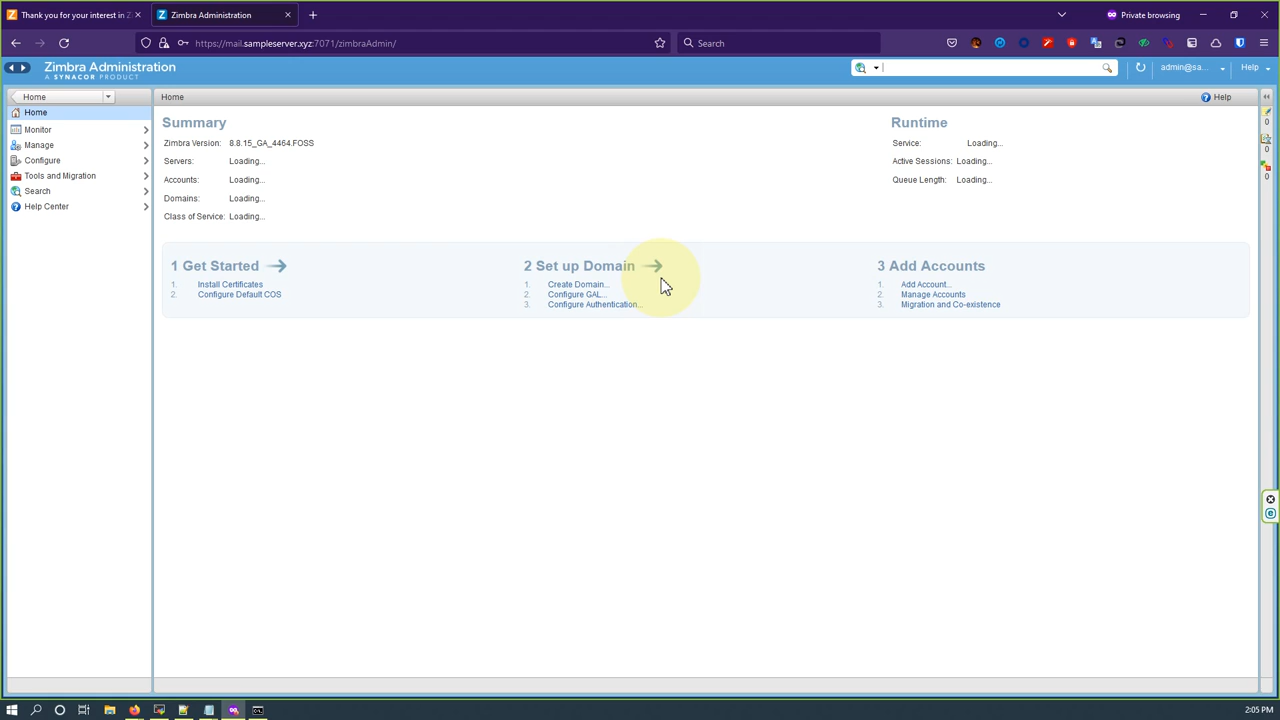 Thank you for your interest in Z
Zimbra Administration
Private browsing
https://mail.sampleserver.xyz:7071/zimbraAdmin/
Search
Zimbra Administration
A SYNACOR PRODUCT
admin@sa...
Help
Home
Home
Help
Home
Monitor
Manage
Configure
Tools and Migration
Search
Help Center
Summary
Zimbra Version: 8.8.15_GA_4464.FOSS
Servers: Loading...
Accounts: Loading...
Domains: Loading...
Class of Service: Loading...
Runtime
Service: Loading...
Active Sessions: Loading...
Queue Length: Loading...
0
0
0
1 Get Started
1. Install Certificates
2. Configure Default COS
2 Set up Domain
1. Create Domain...
2. Configure GAL...
3. Configure Authentication...
3 Add Accounts
1. Add Account...
2. Manage Accounts
3. Migration and Co-existence
2:05 PM